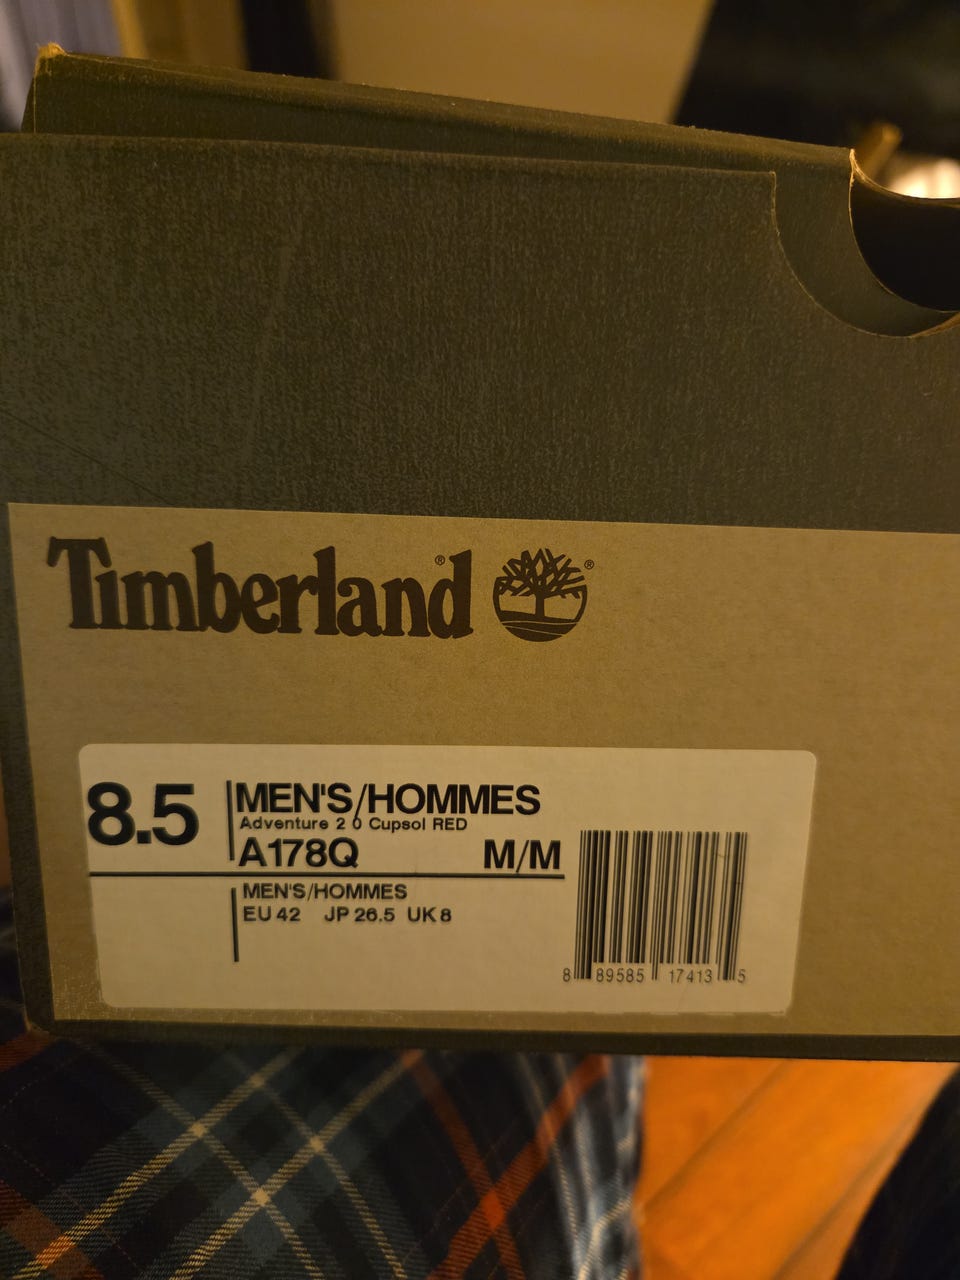 Timberland®
®
8.5
MEN'S/HOMMES
Adventure 2 0 Cupsol RED
A178Q M/M
MEN'S/HOMMES
EU 42 JP 26.5 UK 8
8 89585 17413 5